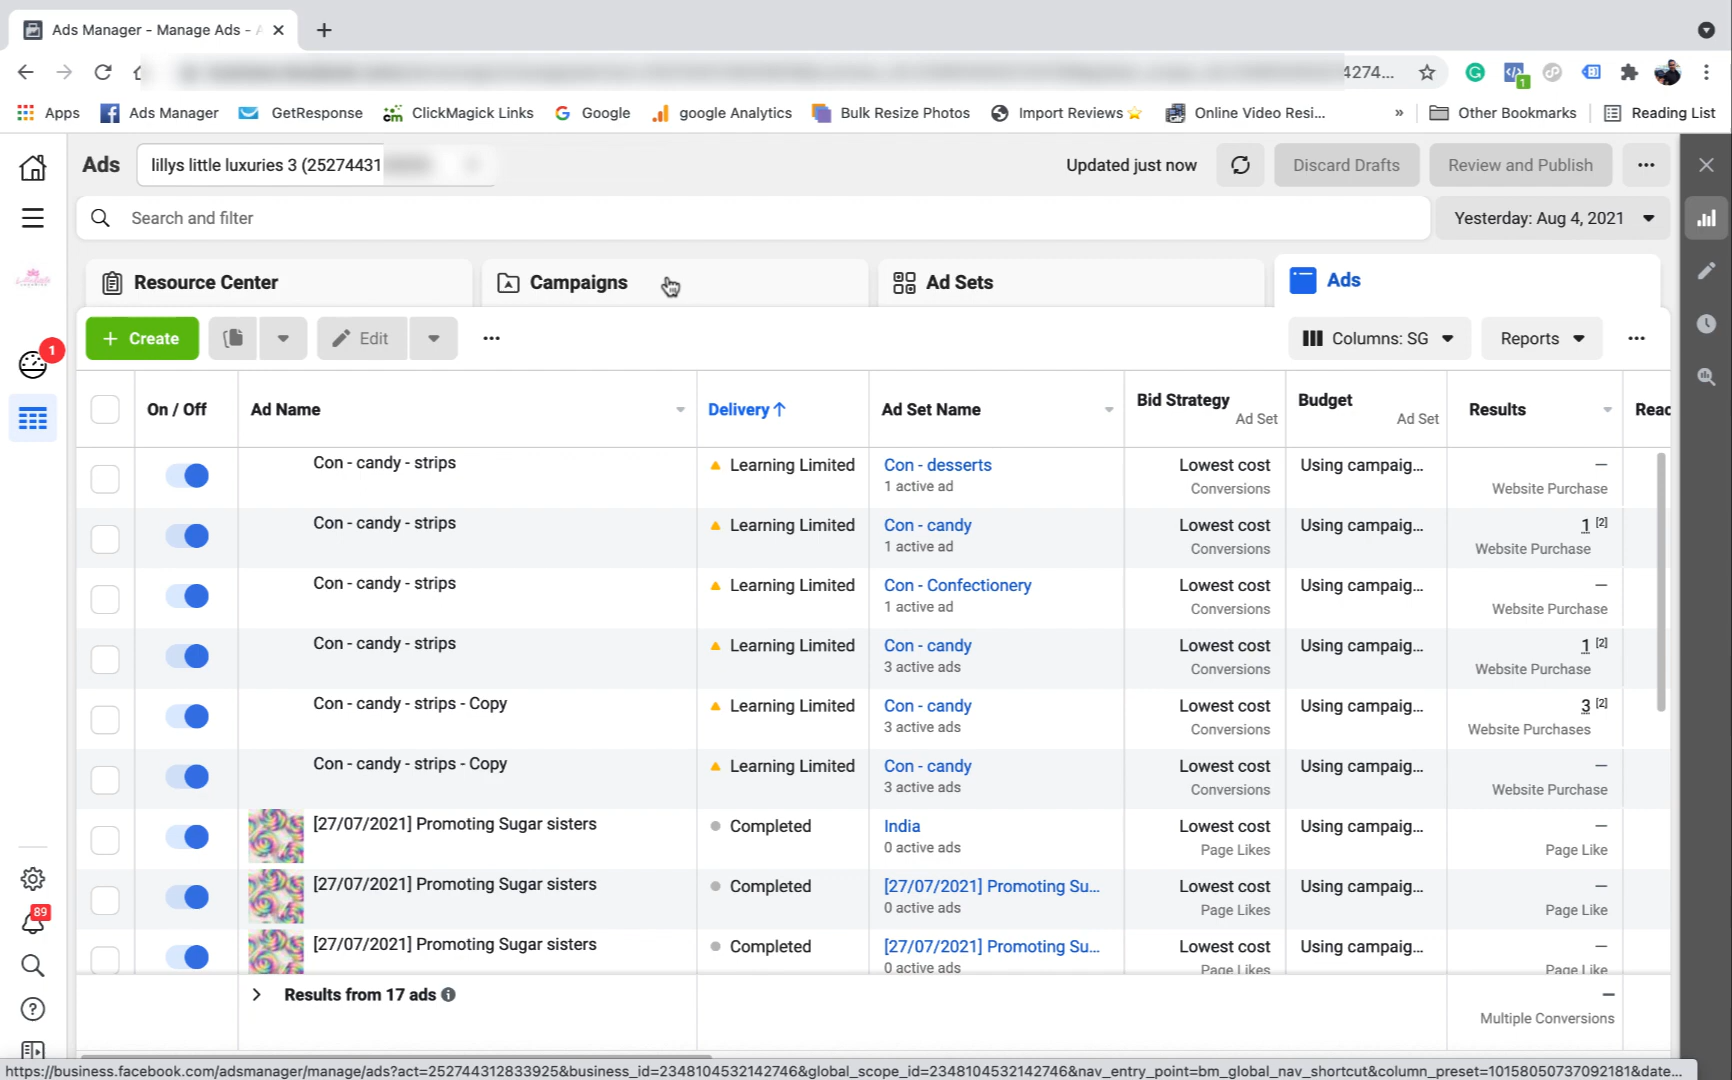 Ads Manager - Manage Ads - A
4274...
Apps
Ads Manager
GetResponse
ClickMagick Links
Google
google Analytics
Bulk Resize Photos
Import Reviews
Online Video Resi...
»
Other Bookmarks
Reading List
Ads
lillys little luxuries 3 (25274431
Updated just now
Discard Drafts
Review and Publish
Search and filter
Yesterday: Aug 4, 2021
Resource Center
Campaigns
Ad Sets
Ads
+ Create
Edit
Columns: SG
Reports
On / Off
Ad Name
Delivery↑
Ad Set Name
Bid Strategy
Ad Set
Budget
Ad Set
Results
Reac
Con - candy - strips
Learning Limited
Con - desserts
1 active ad
Lowest cost
Conversions
Using campaig...
—
Website Purchase
Con - candy - strips
Learning Limited
Con - candy
1 active ad
Lowest cost
Conversions
Using campaig...
1 [2]
Website Purchase
Con - candy - strips
Learning Limited
Con - Confectionery
1 active ad
Lowest cost
Conversions
Using campaig...
—
Website Purchase
Con - candy - strips
Learning Limited
Con - candy
3 active ads
Lowest cost
Conversions
Using campaig...
1 [2]
Website Purchase
Con - candy - strips - Copy
Learning Limited
Con - candy
3 active ads
Lowest cost
Conversions
Using campaig...
3 [2]
Website Purchases
Con - candy - strips - Copy
Learning Limited
Con - candy
3 active ads
Lowest cost
Conversions
Using campaig...
—
Website Purchase
[27/07/2021] Promoting Sugar sisters
Completed
India
0 active ads
Lowest cost
Page Likes
Using campaig...
—
Page Like
[27/07/2021] Promoting Sugar sisters
Completed
[27/07/2021] Promoting Su...
0 active ads
Lowest cost
Page Likes
Using campaig...
—
Page Like
[27/07/2021] Promoting Sugar sisters
Completed
[27/07/2021] Promoting Su...
0 active ads
Lowest cost
Page Likes
Using campaig...
—
Page Like
Results from 17 ads
—
Multiple Conversions
1
89
1
https://business.facebook.com/adsmanager/manage/ads?act=252744312833925&business_id=2348104532142746&global_scope_id=2348104532142746&nav_entry_point=bm_global_nav_shortcut&column_preset=10158050737092181&date...